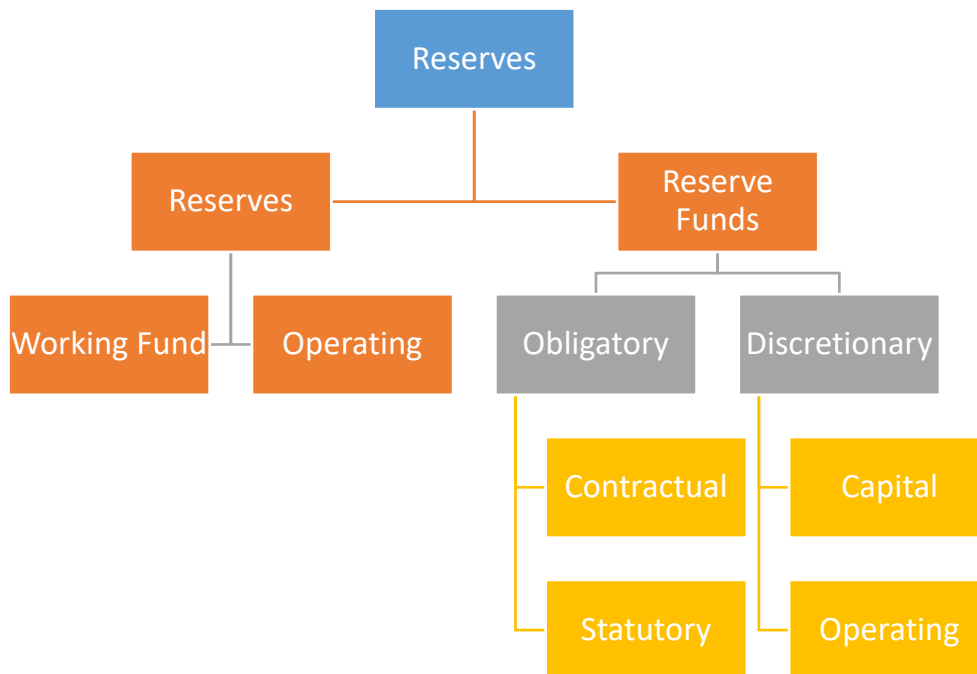 Reserves
Reserves
Reserve
Funds
Working Fund
Operating
Obligatory
Discretionary
Contractual
Capital
Statutory
Operating